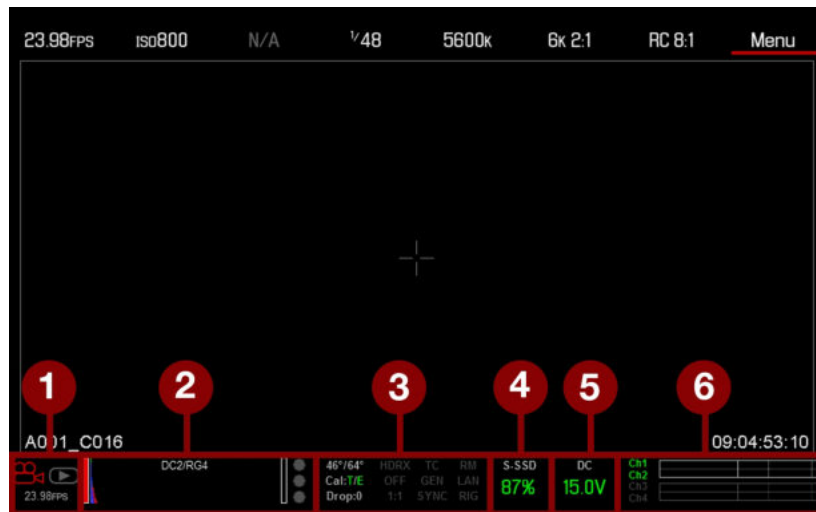 23.98FPS ISO800 N/A 1/48 5600K 6K 2:1 RC 8:1 Menu
1 2 3 4 5 6
A001_C016 09:04:53:10
DC2/RG4 46°/64° HDRX TC RM S-SSD DC Ch1
Cal:T/E OFF GEN LAN 87% 15.0V Ch2
23.98FPS Drop:0 1:1 SYNC RIG Ch3
Ch4